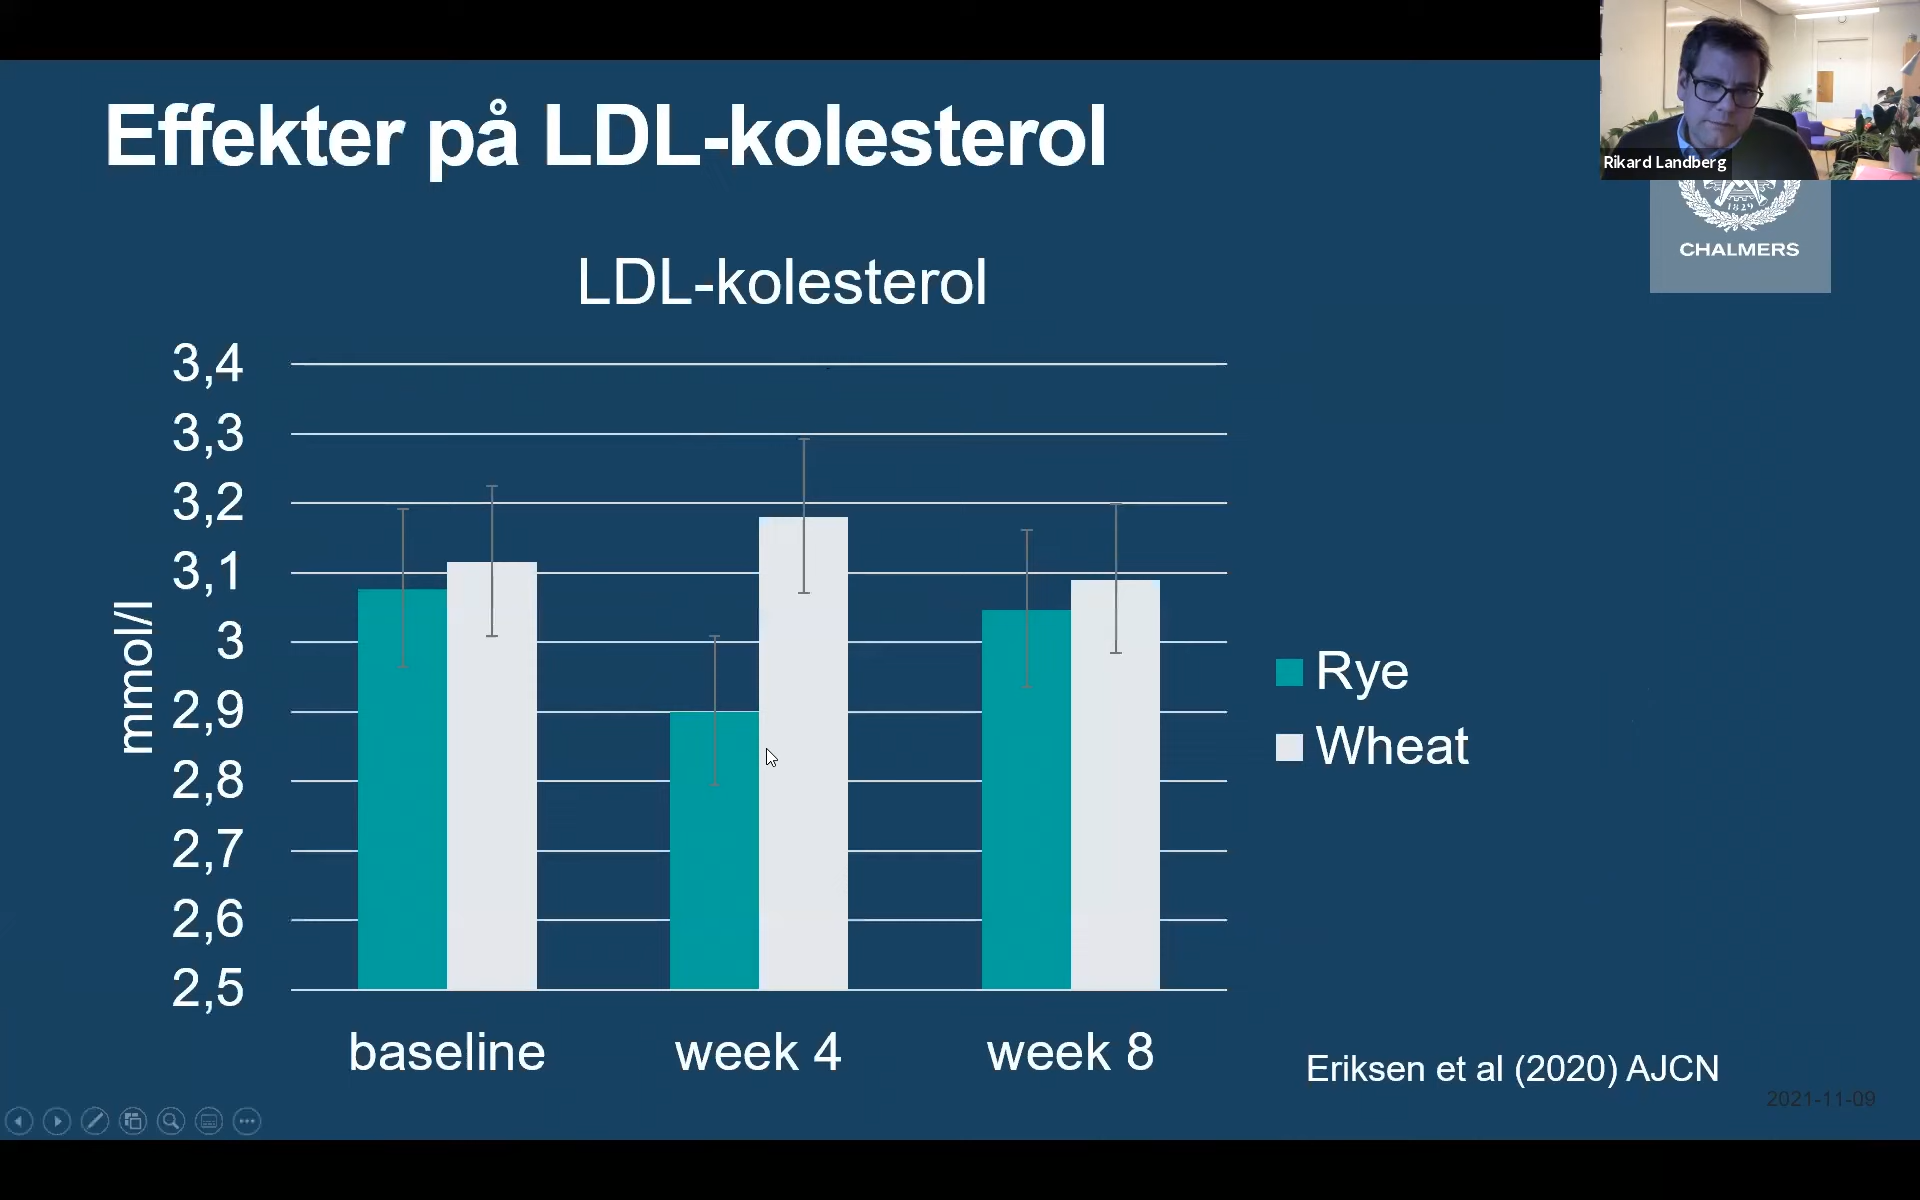 Effekter på LDL-kolesterol
Rikard Landberg
1829
CHALMERS
LDL-kolesterol
3,4
3,3
3,2
3,1
3
2,9
2,8
2,7
2,6
2,5
mmol/l
Rye
Wheat
baseline week 4 week 8
Eriksen et al (2020) AJCN
2021-11-09